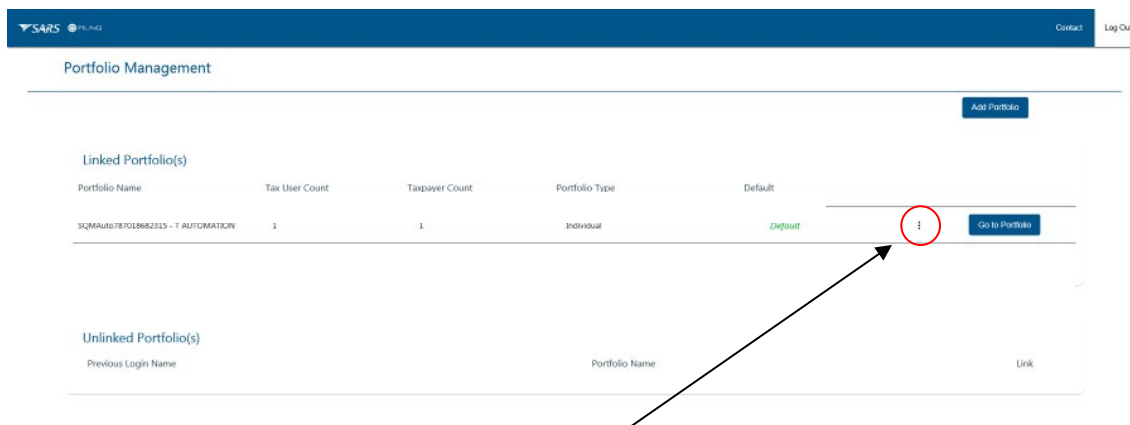 SARS eFILING Contact Log Ou
Portfolio Management
Add Portfolio
Linked Portfolio(s)
Portfolio Name Tax User Count Taxpayer Count Portfolio Type Default
SQMAuto787018682315 - T AUTOMATION 1 1 Individual Default Go to Portfolio
Unlinked Portfolio(s)
Previous Login Name Portfolio Name Link